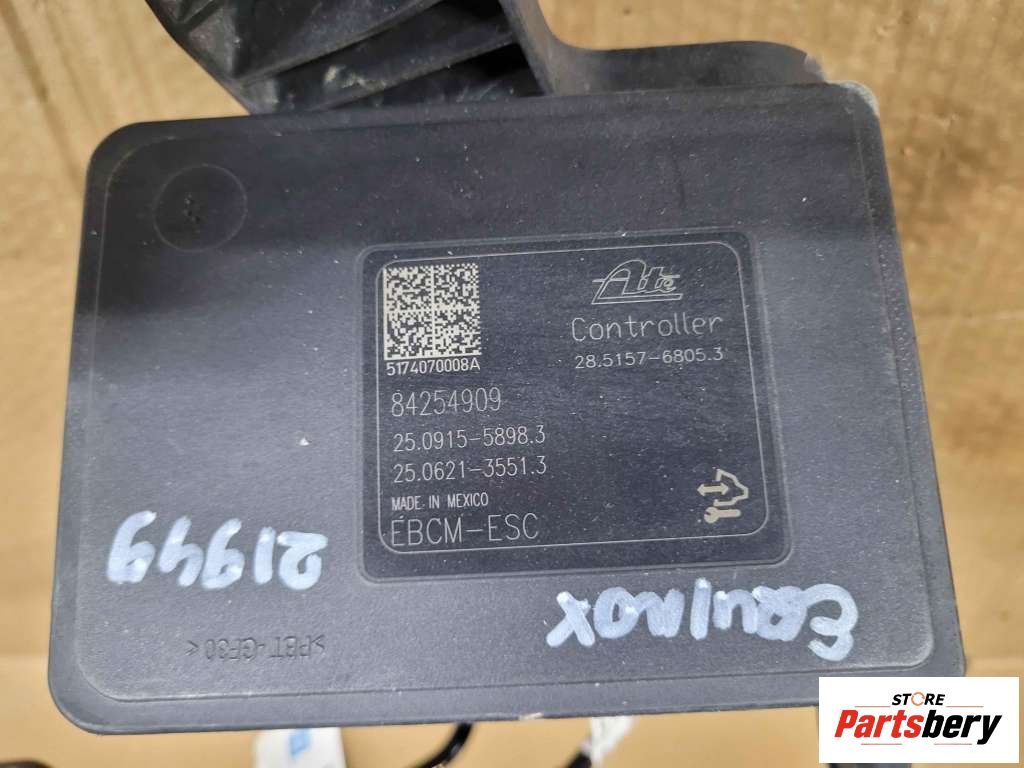 Ate
Controller
28.5157-6805.3
5174070008A
84254909
25.0915-5898.3
25.0621-3551.3
MADE IN MEXICO
EBCM-ESC
21949
EQUINOX
>PBT-GF30<
STORE
Partsbery